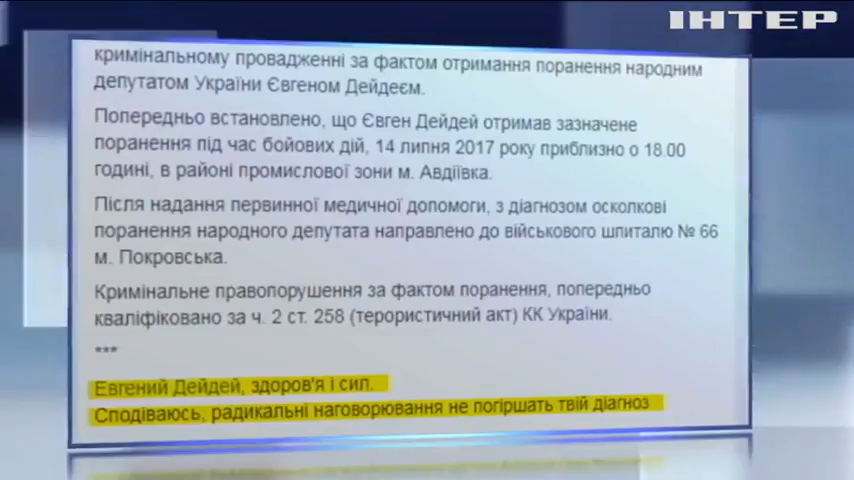 ІНТЕР
кримінальному провадженні за фактом отримання поранення народним
депутатом України Євгеном Дейдеєм.
Попередньо встановлено, що Євген Дейдей отримав зазначене
поранення під час бойових дій, 14 липня 2017 року приблизно о 18.00
годині, в районі промислової зони м. Авдіївка.
Після надання первинної медичної допомоги, з діагнозом осколкові
поранення народного депутата направлено до військового шпиталю № 66
м. Покровська.
Кримінальне правопорушення за фактом поранення, попередньо
кваліфіковано за ч. 2 ст. 258 (терористичний акт) КК України.
***
Евгений Дейдей, здоров'я і сил.
Сподіваюсь, радикальні наговорювання не погіршать твій діагноз